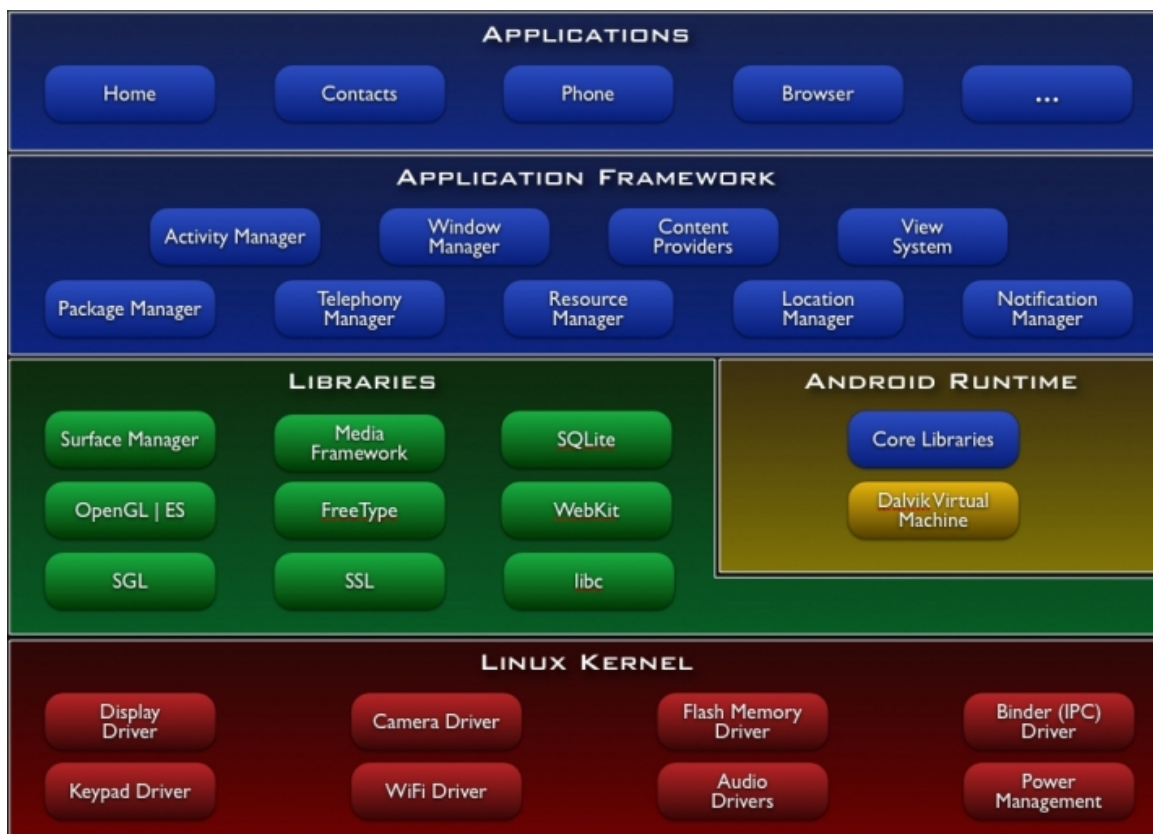 APPLICATIONS
Home
Contacts
Phone
Browser
...
APPLICATION FRAMEWORK
Activity Manager
Window
Manager
Content
Providers
View
System
Package Manager
Telephony
Manager
Resource
Manager
Location
Manager
Notification
Manager
LIBRARIES
Surface Manager
Media
Framework
SQLite
OpenGL | ES
FreeType
WebKit
SGL
SSL
libc
ANDROID RUNTIME
Core Libraries
Dalvik Virtual
Machine
LINUX KERNEL
Display
Driver
Camera Driver
Flash Memory
Driver
Binder (IPC)
Driver
Keypad Driver
WiFi Driver
Audio
Drivers
Power
Management